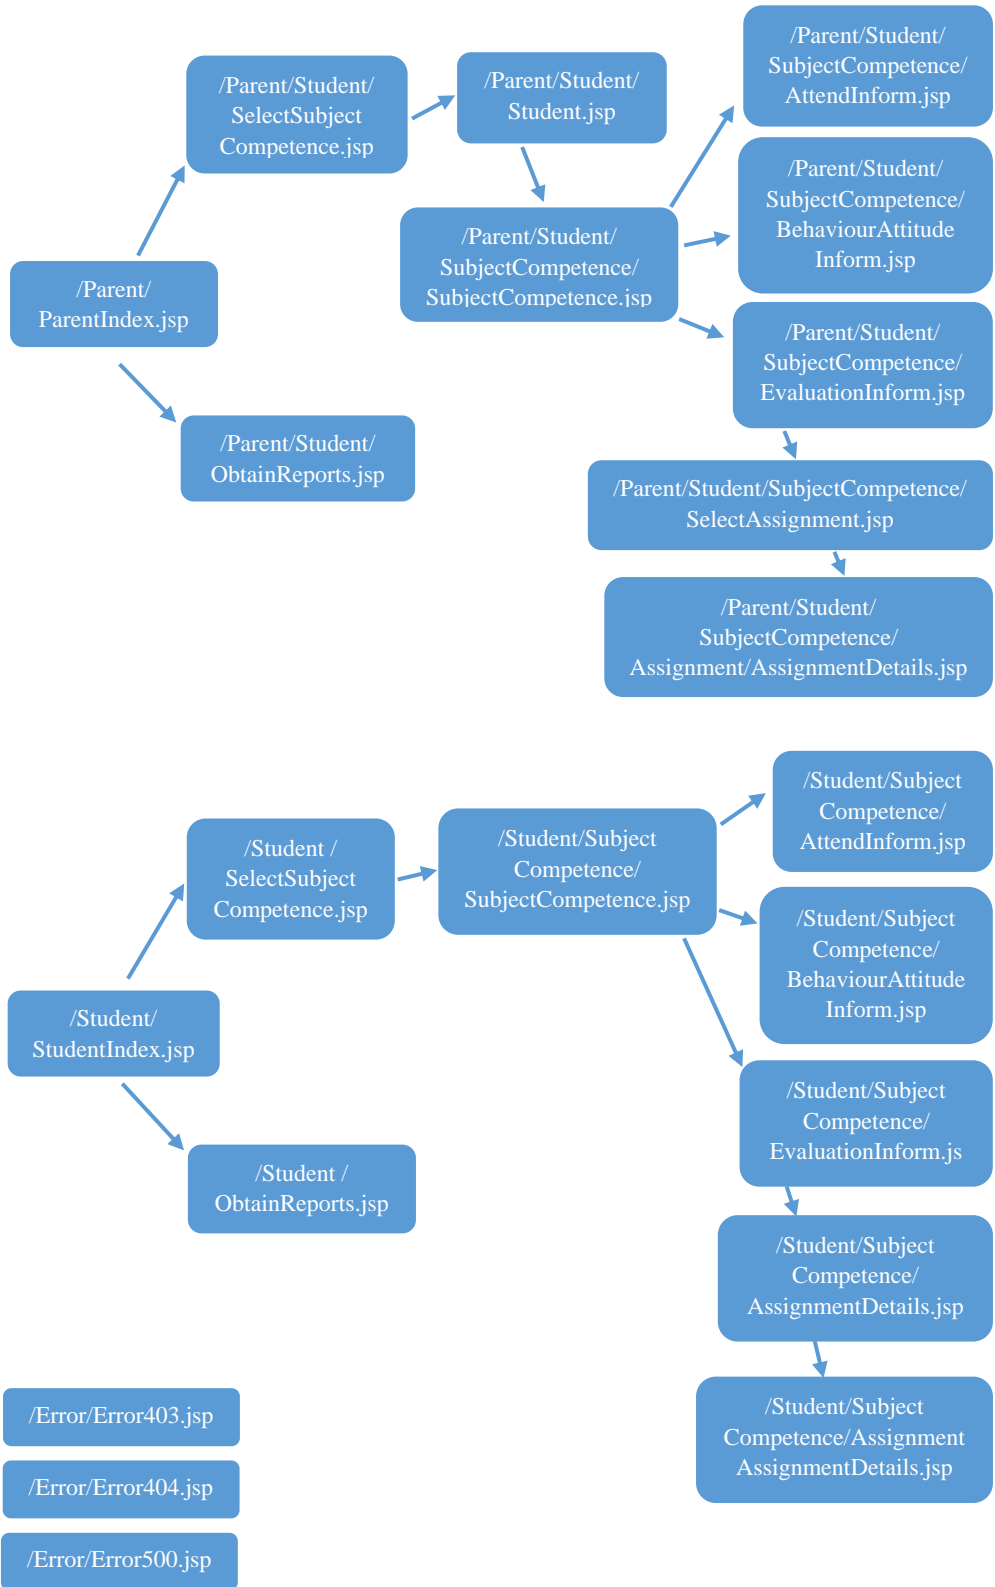 /Parent/Student/
SubjectCompetence/
AttendInform.jsp
/Parent/Student/
SelectSubject
Competence.jsp
/Parent/Student/
Student.jsp
/Parent/Student/
SubjectCompetence/
BehaviourAttitude
Inform.jsp
/Parent/Student/
SubjectCompetence/
SubjectCompetence.jsp
/Parent/
ParentIndex.jsp
/Parent/Student/
SubjectCompetence/
EvaluationInform.jsp
/Parent/Student/
ObtainReports.jsp
/Parent/Student/SubjectCompetence/
SelectAssignment.jsp
/Parent/Student/
SubjectCompetence/
Assignment/AssignmentDetails.jsp
/Student/Subject
Competence/
AttendInform.jsp
/Student /
SelectSubject
Competence.jsp
/Student/Subject
Competence/
SubjectCompetence.jsp
/Student/Subject
Competence/
BehaviourAttitude
Inform.jsp
/Student/
StudentIndex.jsp
/Student/Subject
Competence/
EvaluationInform.js
/Student /
ObtainReports.jsp
/Student/Subject
Competence/
AssignmentDetails.jsp
/Student/Subject
Competence/Assignment
AssignmentDetails.jsp
/Error/Error403.jsp
/Error/Error404.jsp
/Error/Error500.jsp